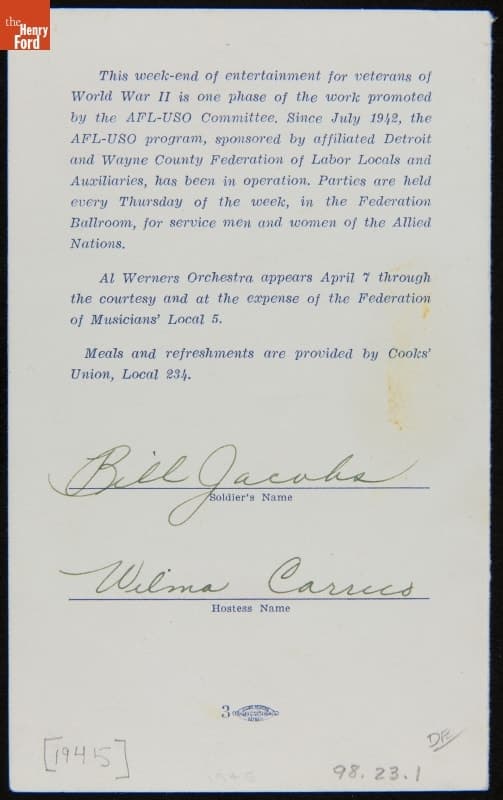 the
Henry
Ford
This week-end of entertainment for veterans of
World War II is one phase of the work promoted
by the AFL-USO Committee. Since July 1942, the
AFL-USO program, sponsored by affiliated Detroit
and Wayne County Federation of Labor Locals and
Auxiliaries, has been in operation. Parties are held
every Thursday of the week, in the Federation
Ballroom, for service men and women of the Allied
Nations.
Al Werners Orchestra appears April 7 through
the courtesy and at the expense of the Federation
of Musicians' Local 5.
Meals and refreshments are provided by Cooks'
Union, Local 234.
Bill Jacobs
Soldier's Name
Wilma
Hostess Name
3
[1945]
98.23.1
DE